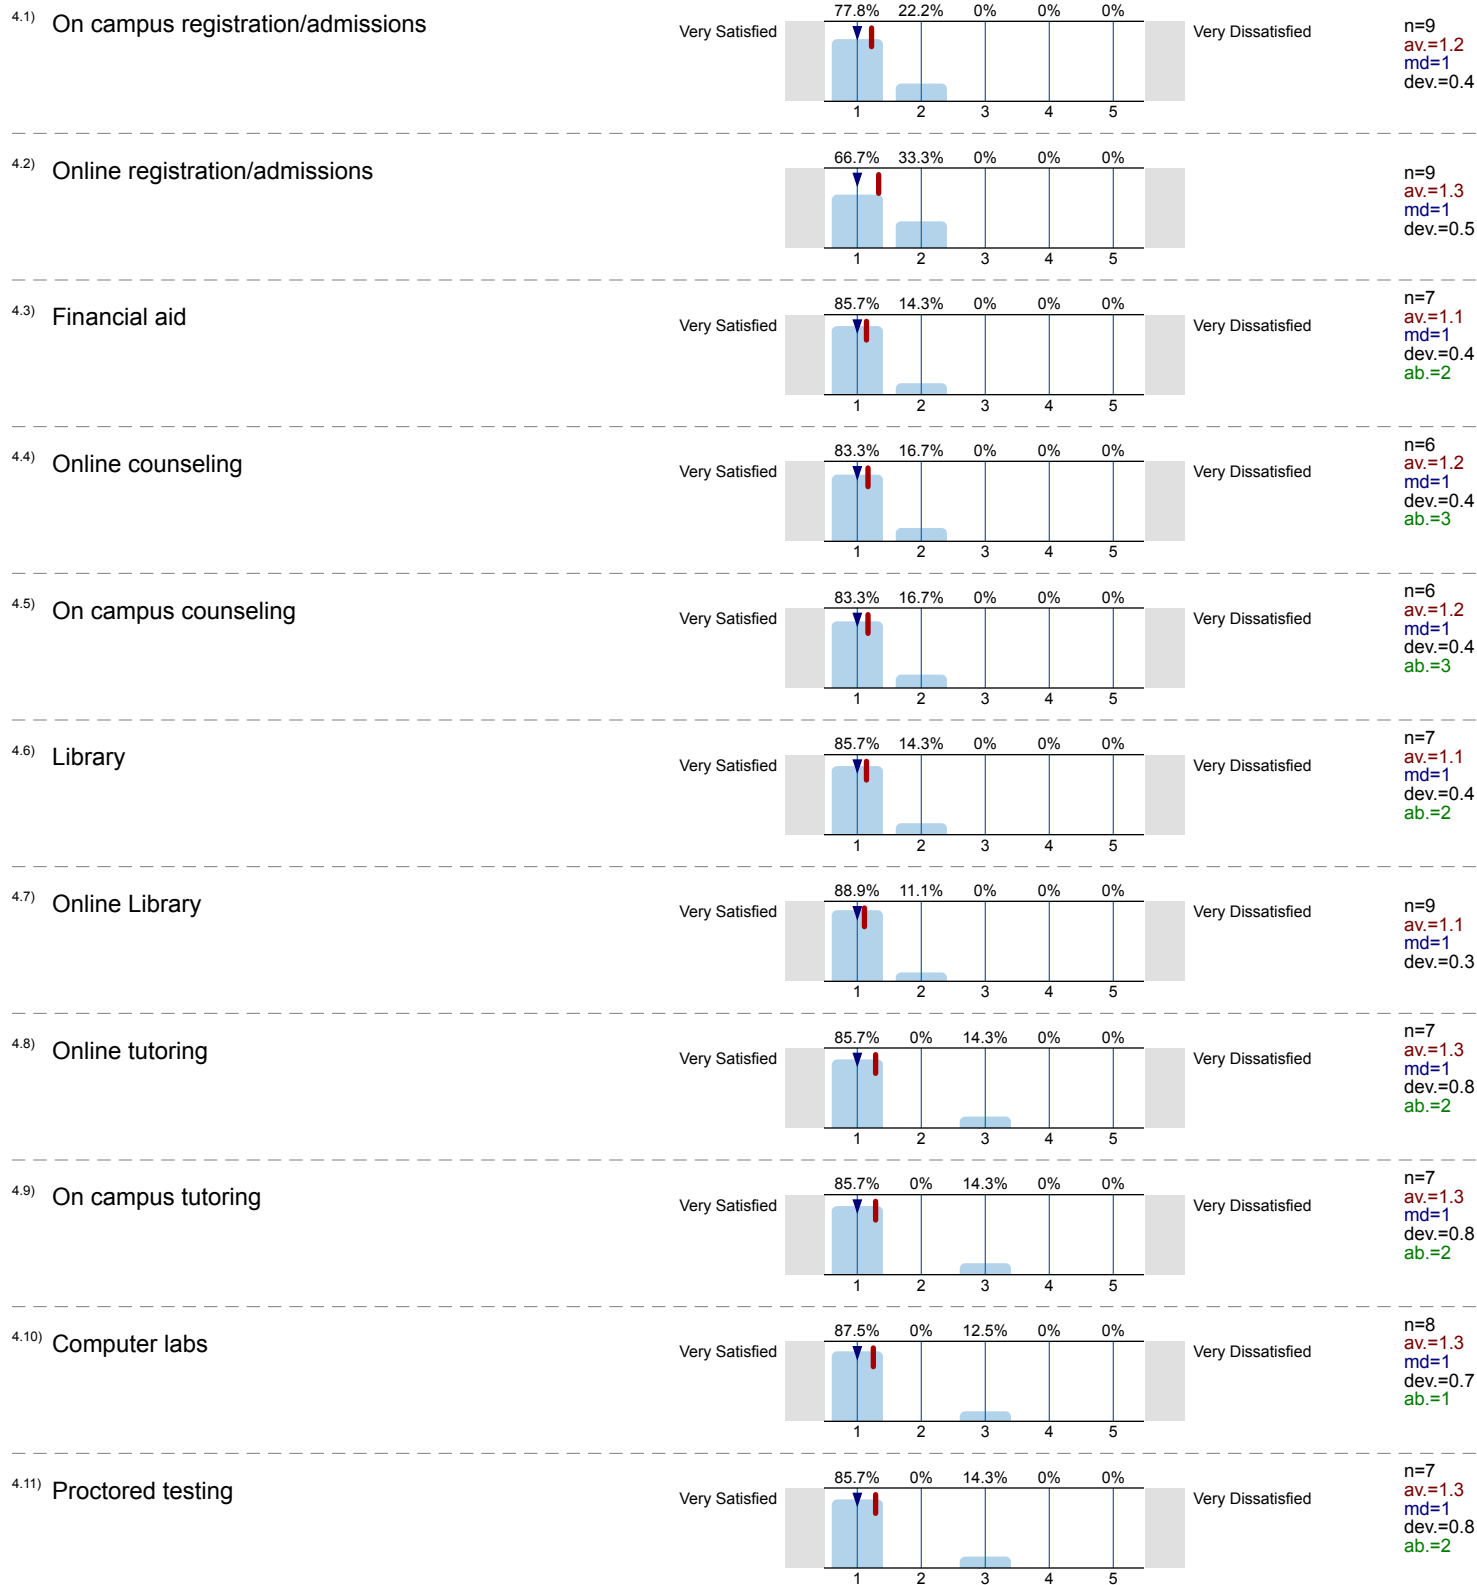 4.1) On campus registration/admissions
77.8% 22.2% 0% 0% 0%
Very Satisfied Very Dissatisfied
1 2 3 4 5
n=9
av.=1.2
md=1
dev.=0.4
4.2) Online registration/admissions
66.7% 33.3% 0% 0% 0%
1 2 3 4 5
n=9
av.=1.3
md=1
dev.=0.5
4.3) Financial aid
85.7% 14.3% 0% 0% 0%
Very Satisfied Very Dissatisfied
1 2 3 4 5
n=7
av.=1.1
md=1
dev.=0.4
ab.=2
4.4) Online counseling
83.3% 16.7% 0% 0% 0%
Very Satisfied Very Dissatisfied
1 2 3 4 5
n=6
av.=1.2
md=1
dev.=0.4
ab.=3
4.5) On campus counseling
83.3% 16.7% 0% 0% 0%
Very Satisfied Very Dissatisfied
1 2 3 4 5
n=6
av.=1.2
md=1
dev.=0.4
ab.=3
4.6) Library
85.7% 14.3% 0% 0% 0%
Very Satisfied Very Dissatisfied
1 2 3 4 5
n=7
av.=1.1
md=1
dev.=0.4
ab.=2
4.7) Online Library
88.9% 11.1% 0% 0% 0%
Very Satisfied Very Dissatisfied
1 2 3 4 5
n=9
av.=1.1
md=1
dev.=0.3
4.8) Online tutoring
85.7% 0% 14.3% 0% 0%
Very Satisfied Very Dissatisfied
1 2 3 4 5
n=7
av.=1.3
md=1
dev.=0.8
ab.=2
4.9) On campus tutoring
85.7% 0% 14.3% 0% 0%
Very Satisfied Very Dissatisfied
1 2 3 4 5
n=7
av.=1.3
md=1
dev.=0.8
ab.=2
4.10) Computer labs
87.5% 0% 12.5% 0% 0%
Very Satisfied Very Dissatisfied
1 2 3 4 5
n=8
av.=1.3
md=1
dev.=0.7
ab.=1
4.11) Proctored testing
85.7% 0% 14.3% 0% 0%
Very Satisfied Very Dissatisfied
1 2 3 4 5
n=7
av.=1.3
md=1
dev.=0.8
ab.=2